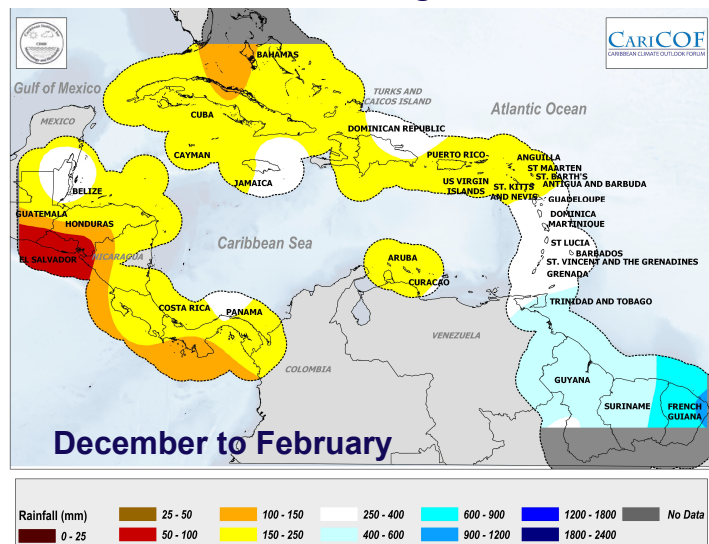 CARICOF
CARIBBEAN CLIMATE OUTLOOK FORUM
BAHAMAS
Gulf of Mexico
TURKS AND
CAICOS ISLAND
Atlantic Ocean
MEXICO
CUBA
DOMINICAN REPUBLIC
CAYMAN
PUERTO RICO
ANGUILLA
ST MAARTEN
ST. BARTH'S
JAMAICA
US VIRGIN
ISLANDS
ST. KITTS
AND NEVIS
ANTIGUA AND BARBUDA
BELIZE
GUADELOUPE
GUATEMALA
DOMINICA
HONDURAS
MARTINIQUE
Caribbean Sea
ST LUCIA
BARBADOS
EL SALVADOR
NICARAGUA
ARUBA
ST. VINCENT AND THE GRENADINES
GRENADA
CURACAO
COSTA RICA
PANAMA
TRINIDAD AND TOBAGO
VENEZUELA
COLOMBIA
GUYANA
SURINAME
FRENCH
GUIANA
December to February
Rainfall (mm)
25 - 50
100 - 150
250 - 400
600 - 900
1200 - 1800
No Data
0 - 25
50 - 100
150 - 250
400 - 600
900 - 1200
1800 - 2400